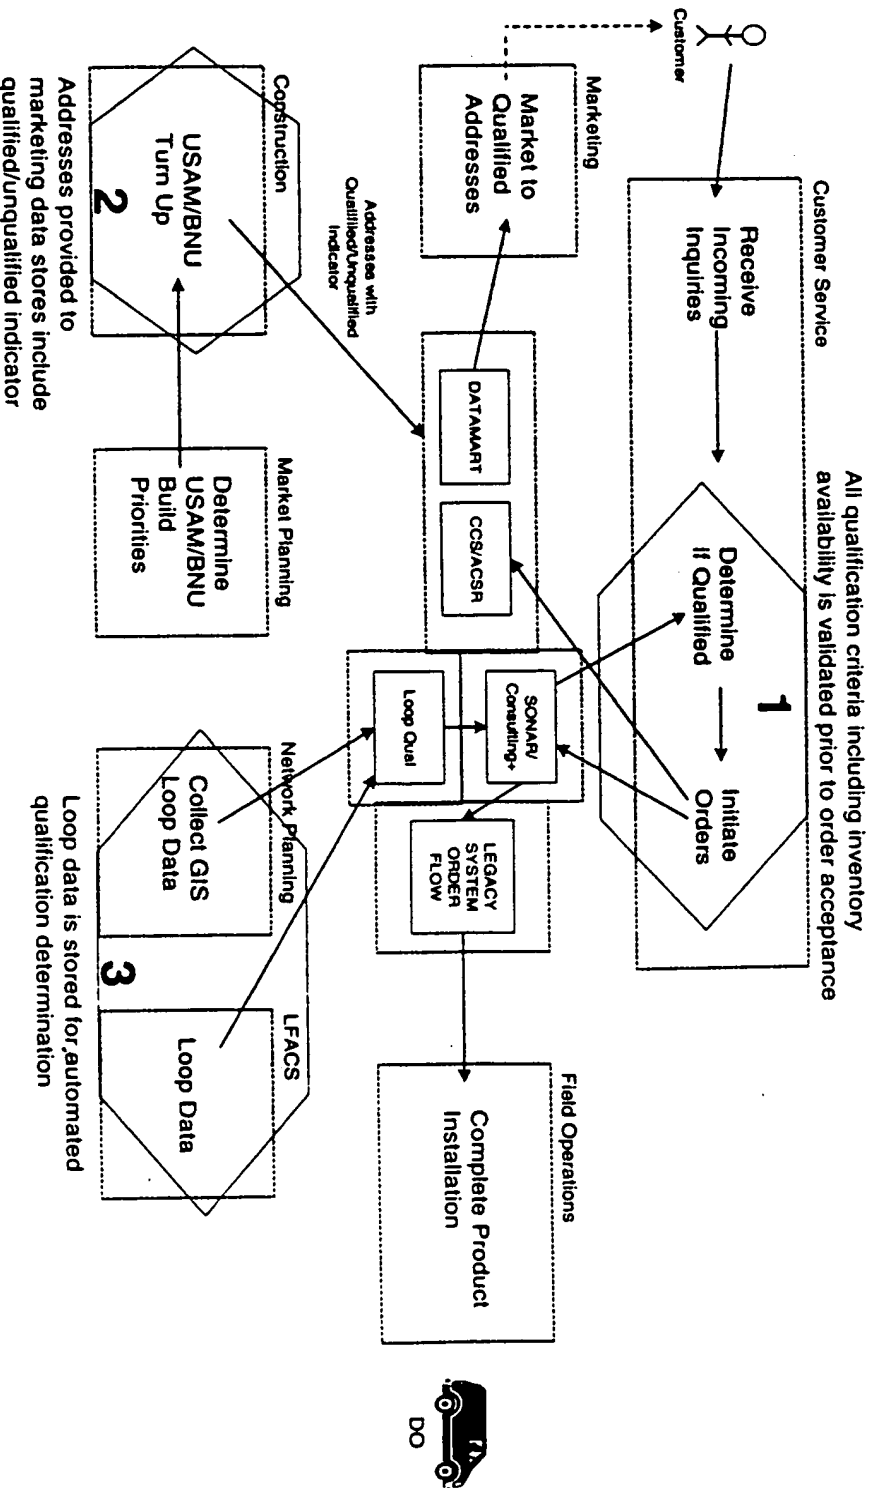 All qualification criteria including inventory
availability is validated prior to order acceptance
Customer Service
Customer
Receive
Incoming
Inquiries
Determine
If Qualified
1
Initiate
Orders
Marketing
Market to
Qualified
Addresses
DATAMART
CCS/ACSR
SONAR/
Consulting+
Loop Qual
LEGACY
SYSTEM
ORDER
FLOW
Field Operations
Complete Product
Installation
DO
Addresses with
Qualified/Unqualified
Indicator
Construction
USAM/BNU
Turn Up
2
Market Planning
Determine
USAM/BNU
Build
Priorities
Network Planning
Collect GIS
Loop Data
3
LFACS
Loop Data
Addresses provided to
marketing data stores include
qualified/unqualified indicator
Loop data is stored for automated
qualification determination